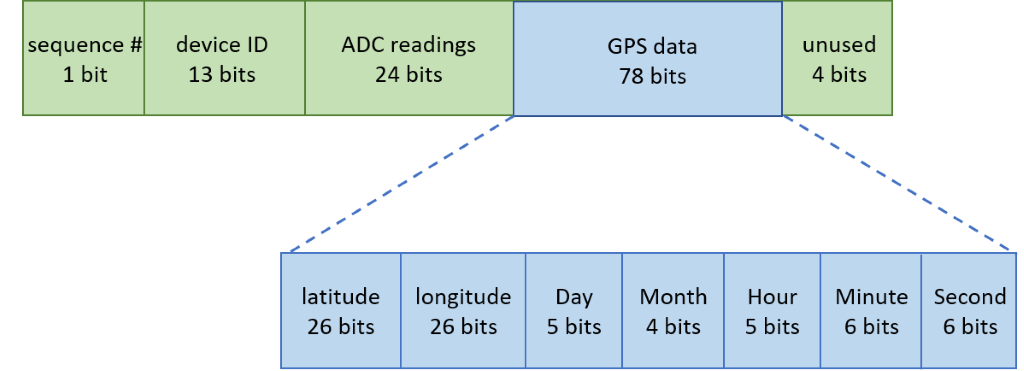 sequence #
1 bit
device ID
13 bits
ADC readings
24 bits
GPS data
78 bits
unused
4 bits
latitude
26 bits
longitude
26 bits
Day
5 bits
Month
4 bits
Hour
5 bits
Minute
6 bits
Second
6 bits